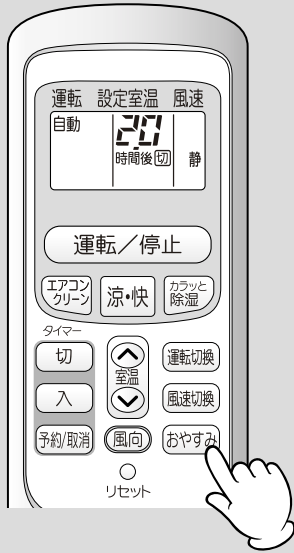 運転 設定室温 風速
自動 2.0
時間後切 静
運転／停止
エアコン
クリーン
涼・快
カラッと
除湿
タイマー
切
室温
運転切換
入
風速切換
予約/取消
風向
おやすみ
リセット